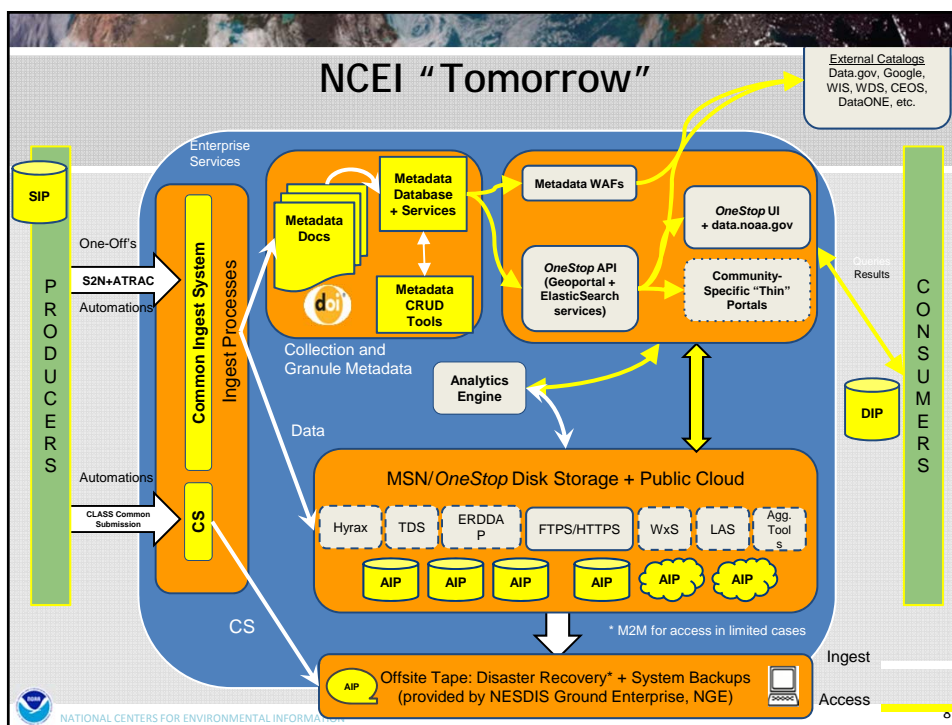 NCEI “Tomorrow”
External Catalogs
Data.gov, Google,
WIS, WDS, CEOS,
DataONE, etc.
Enterprise
Services
SIP
One-Off’s
S2N+ATRAC
Automations
PRODUCERS
Automations
CLASS Common
Submission
Common Ingest System
Ingest Processes
CS
Metadata
Docs
doi
Metadata
Database
+ Services
Metadata
CRUD
Tools
Collection and
Granule Metadata
Metadata WAFs
OneStop API
(Geoportal +
ElasticSearch
services)
OneStop UI
+ data.noaa.gov
Community-
Specific “Thin”
Portals
Queries
Results
CONSUMERS
DIP
Analytics
Engine
Data
MSN/OneStop Disk Storage + Public Cloud
Hyrax
TDS
ERDDA
P
FTPS/HTTPS
WxS
LAS
Agg.
Tool
s
AIP
AIP
AIP
AIP
AIP
AIP
CS
* M2M for access in limited cases
AIP
Offsite Tape: Disaster Recovery* + System Backups
(provided by NESDIS Ground Enterprise, NGE)
Ingest
Access
NOAA
NATIONAL CENTERS FOR ENVIRONMENTAL INFORMATION